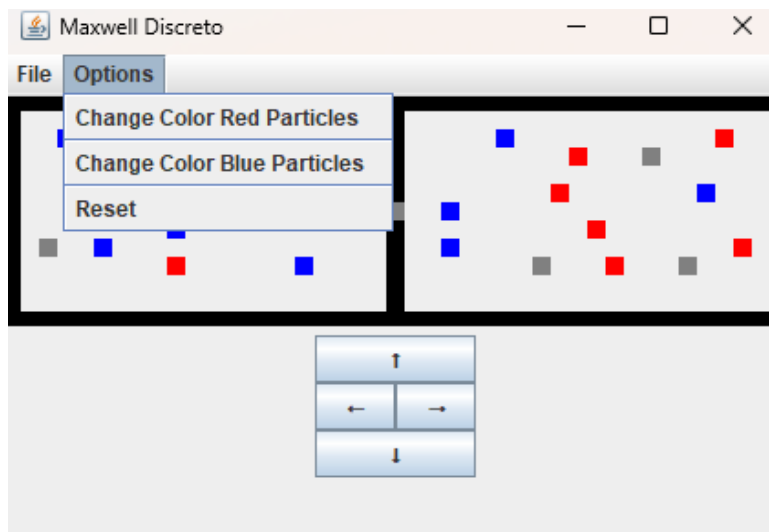 Maxwell Discreto
File Options
Change Color Red Particles
Change Color Blue Particles
Reset
↑
← →
↓